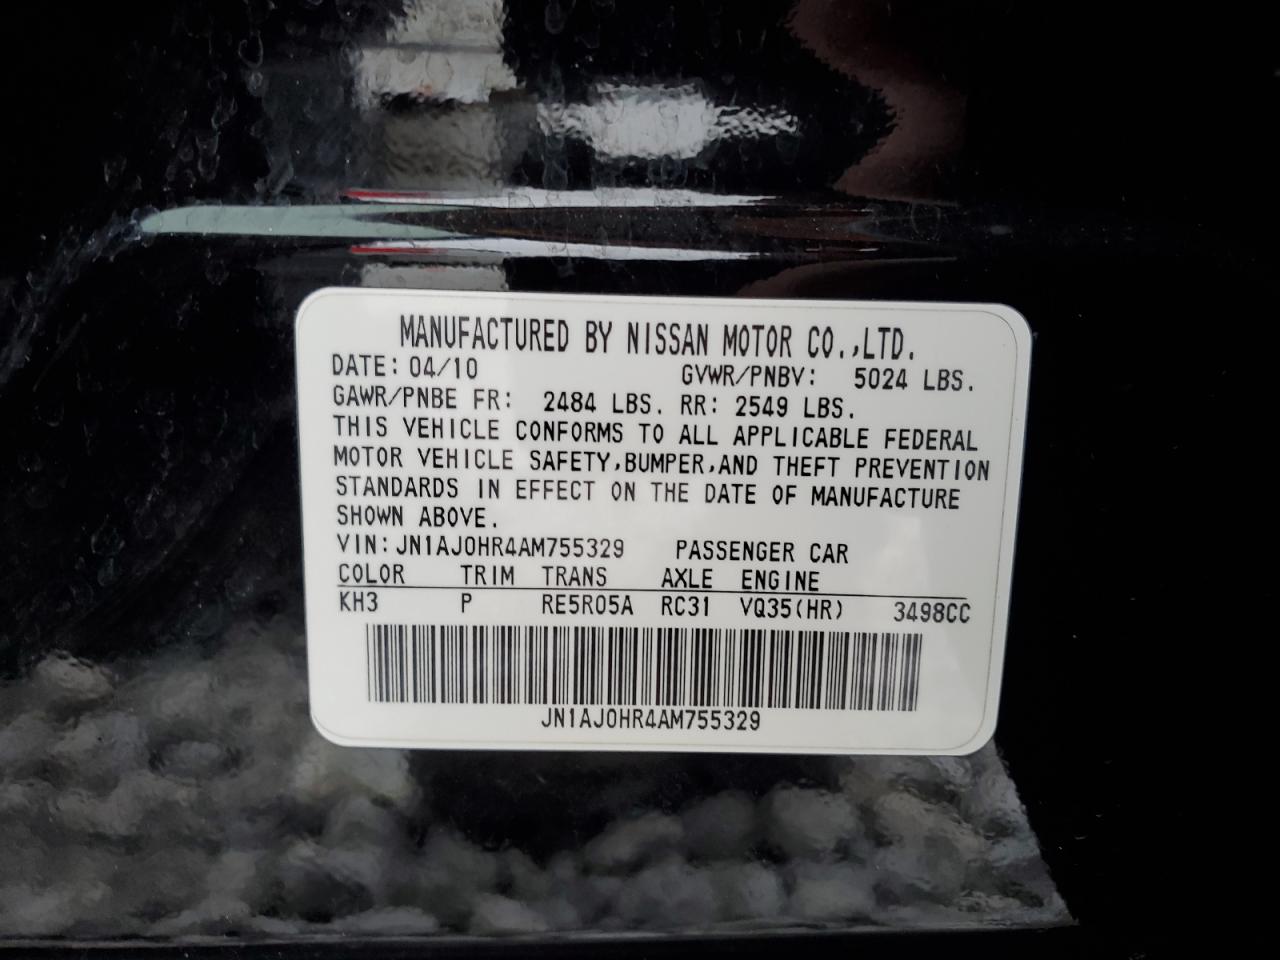 MANUFACTURED BY NISSAN MOTOR CO.,LTD.
DATE: 04/10 GVWR/PNBV: 5024 LBS.
GAWR/PNBE FR: 2484 LBS. RR: 2549 LBS.
THIS VEHICLE CONFORMS TO ALL APPLICABLE FEDERAL
MOTOR VEHICLE SAFETY,BUMPER,AND THEFT PREVENTION
STANDARDS IN EFFECT ON THE DATE OF MANUFACTURE
SHOWN ABOVE.
VIN:JN1AJ0HR4AM755329 PASSENGER CAR
COLOR TRIM TRANS AXLE ENGINE
KH3 P RE5R05A RC31 VQ35(HR) 3498CC
JN1AJ0HR4AM755329